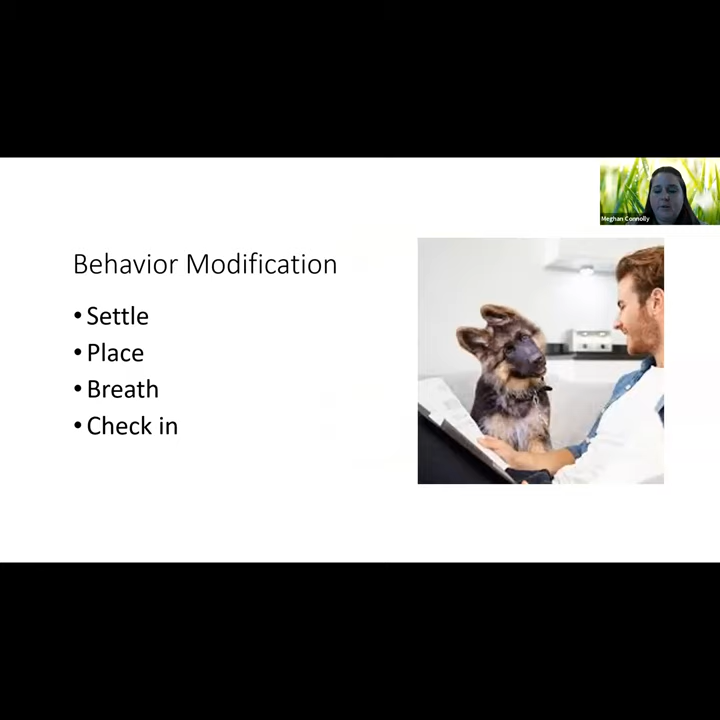 Meghan Connolly
Behavior Modification
• Settle
• Place
• Breath
• Check in